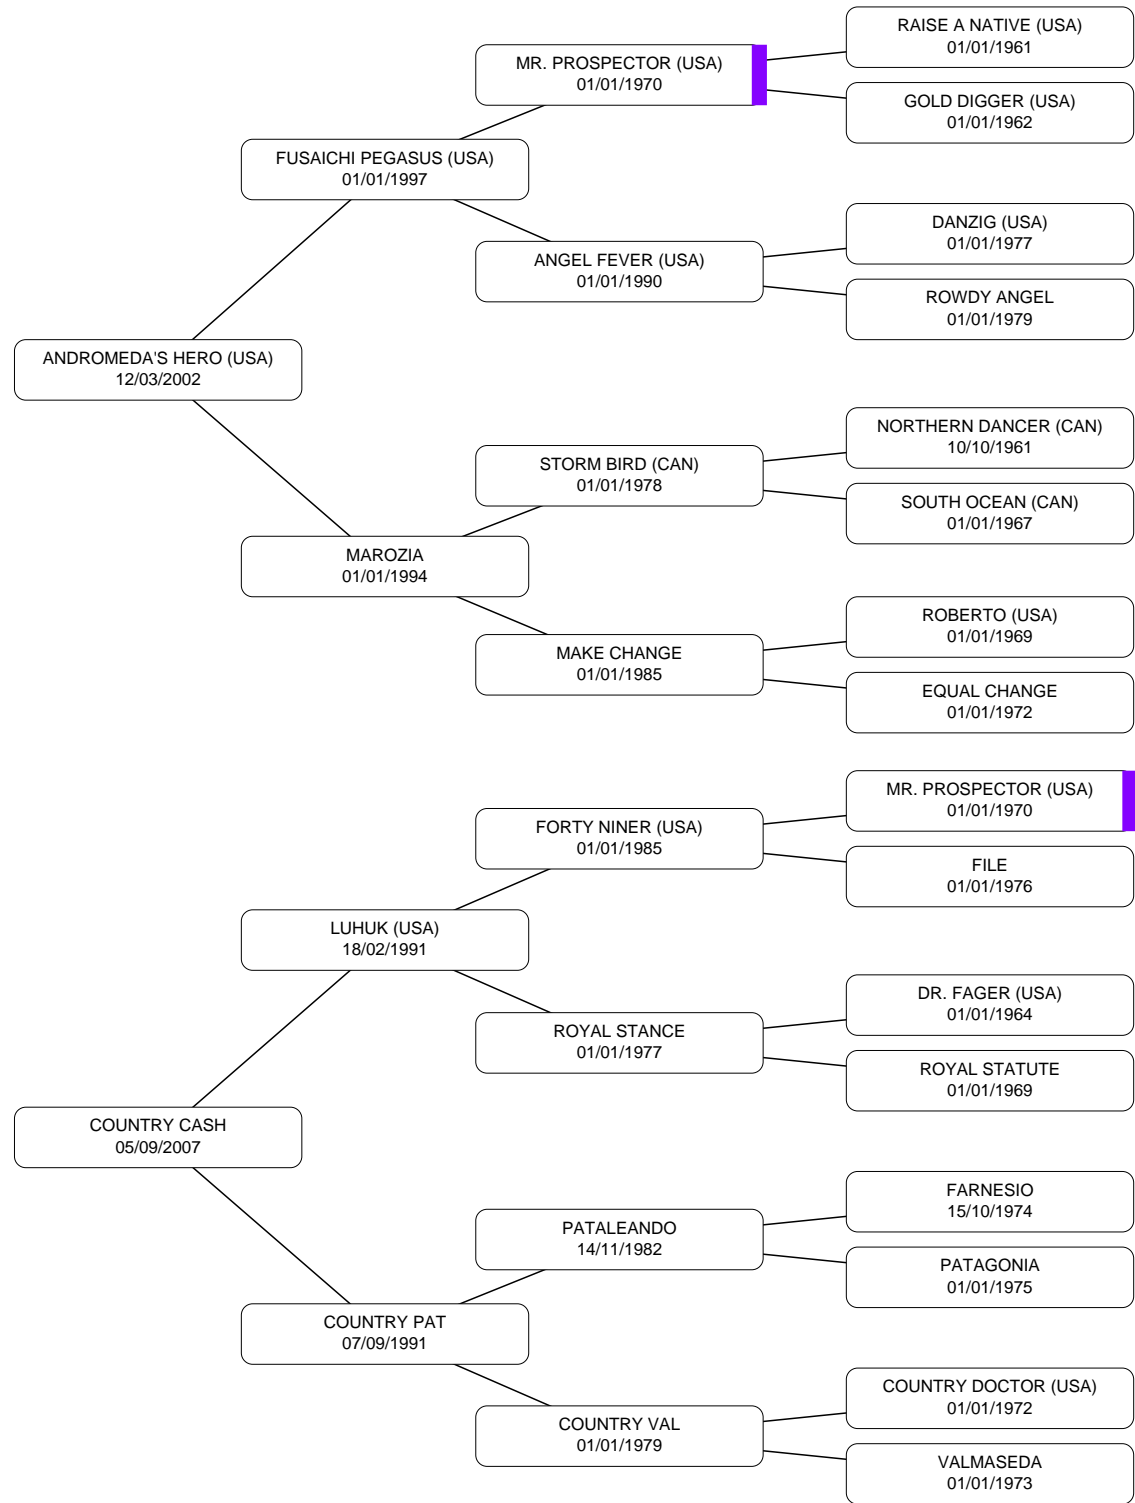 RAISE A NATIVE (USA)
01/01/1961
MR. PROSPECTOR (USA)
01/01/1970
GOLD DIGGER (USA)
01/01/1962
FUSAICHI PEGASUS (USA)
01/01/1997
DANZIG (USA)
01/01/1977
ANGEL FEVER (USA)
01/01/1990
ROWDY ANGEL
01/01/1979
ANDROMEDA'S HERO (USA)
12/03/2002
NORTHERN DANCER (CAN)
10/10/1961
STORM BIRD (CAN)
01/01/1978
SOUTH OCEAN (CAN)
01/01/1967
MAROZIA
01/01/1994
ROBERTO (USA)
01/01/1969
MAKE CHANGE
01/01/1985
EQUAL CHANGE
01/01/1972
MR. PROSPECTOR (USA)
01/01/1970
FORTY NINER (USA)
01/01/1985
FILE
01/01/1976
LUHUK (USA)
18/02/1991
DR. FAGER (USA)
01/01/1964
ROYAL STANCE
01/01/1977
ROYAL STATUTE
01/01/1969
COUNTRY CASH
05/09/2007
FARNESIO
15/10/1974
PATALEANDO
14/11/1982
PATAGONIA
01/01/1975
COUNTRY PAT
07/09/1991
COUNTRY DOCTOR (USA)
01/01/1972
COUNTRY VAL
01/01/1979
VALMASEDA
01/01/1973